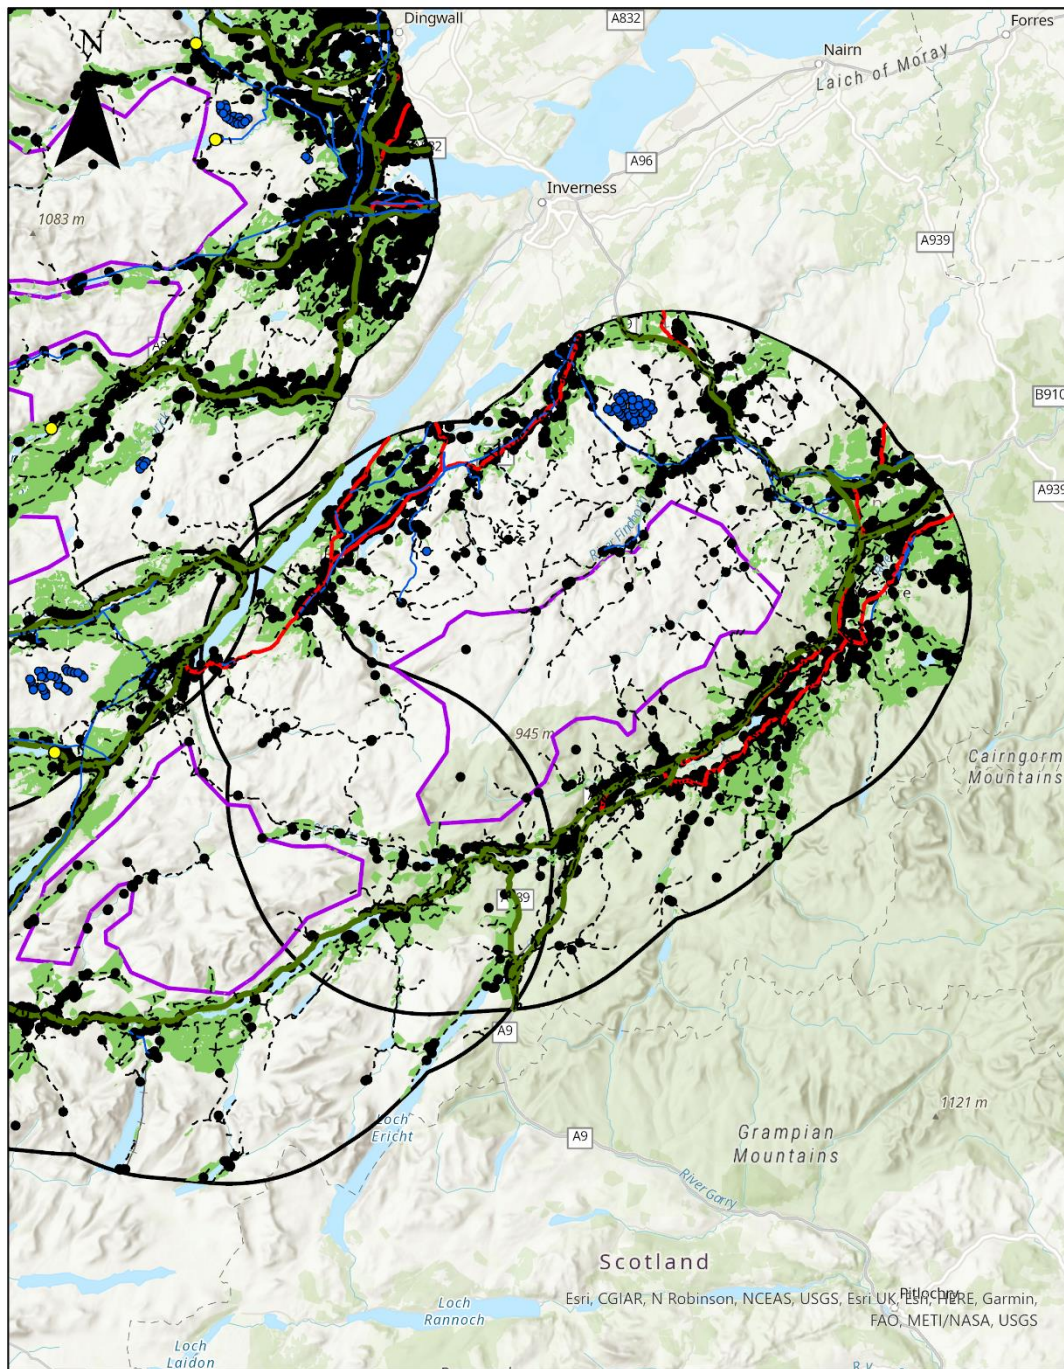 Dingwall
A832
Forres
N
Nairn
Laich of Moray
A96
Inverness
1083 m
A939
B910
A939
River Findhorn
945 m
Cairngorm
Mountains
A9
Loch
Ericht
1121 m
A9
Grampian
Mountains
River Garry
Scotland
Pitlochry
Esri, CGIAR, N Robinson, NCEAS, USGS, Esri UK, Esri, HERE, Garmin,
FAO, METI/NASA, USGS
Loch
Rannoch
Loch
Laidon